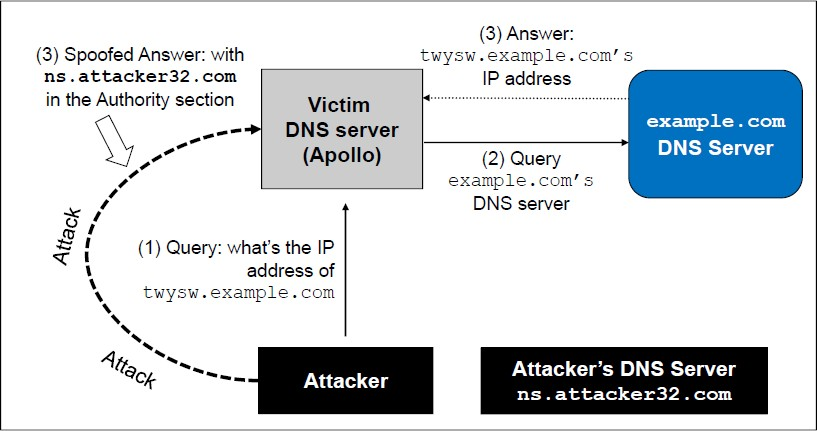 (3) Spoofed Answer: with
ns.attacker32.com
in the Authority section
(3) Answer:
twysw.example.com's
IP address
Victim
DNS server
(Apollo)
example.com
DNS Server
(2) Query
example.com's
DNS server
Attack
(1) Query: what's the IP
address of
twysw.example.com
Attack
Attacker
Attacker's DNS Server
ns.attacker32.com